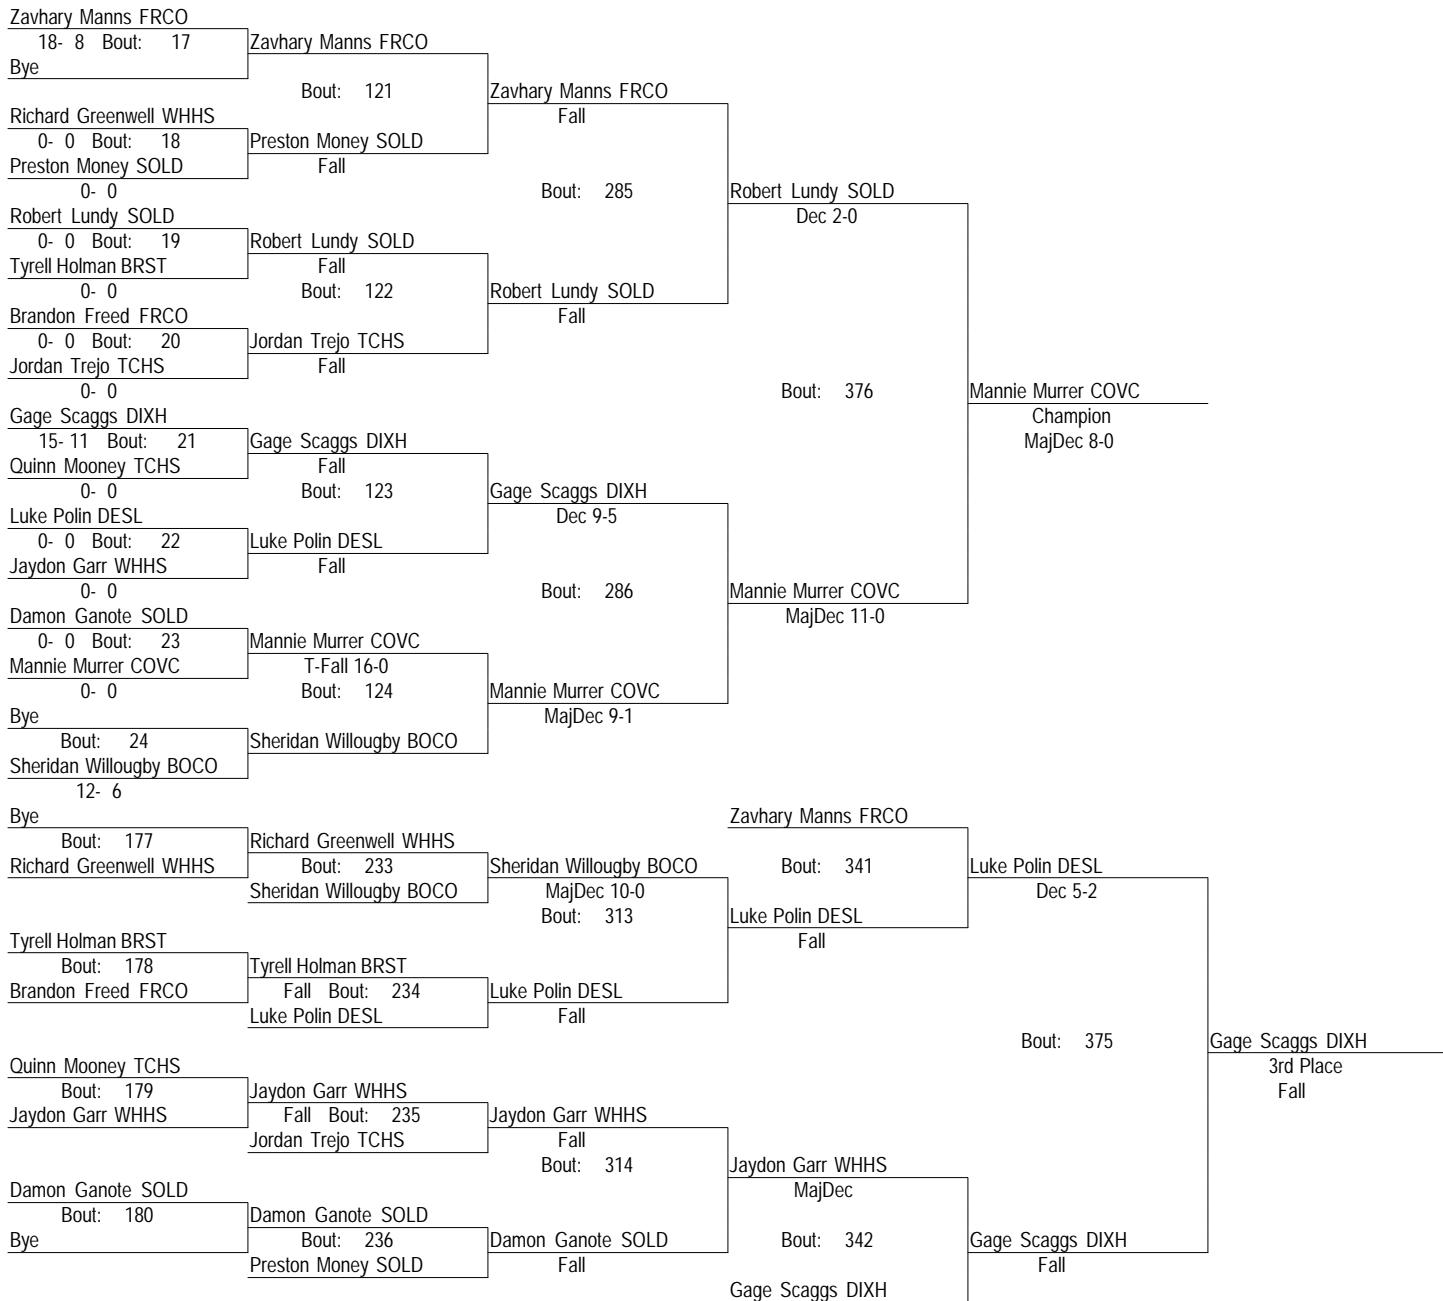 Zavhary Manns FRCO
18- 8 Bout: 17 Zavhary Manns FRCO
Bye
Bout: 121 Zavhary Manns FRCO
Richard Greenwell WHHS Fall
0- 0 Bout: 18 Preston Money SOLD
Preston Money SOLD Fall
0- 0 Bout: 285 Robert Lundy SOLD
Robert Lundy SOLD Dec 2-0
0- 0 Bout: 19 Robert Lundy SOLD
Tyrell Holman BRST Fall
0- 0 Bout: 122 Robert Lundy SOLD
Brandon Freed FRCO Fall
0- 0 Bout: 20 Jordan Trejo TCHS
Jordan Trejo TCHS Fall
0- 0 Bout: 376 Mannie Murrer COVC
Gage Scaggs DIXH Champion
15- 11 Bout: 21 Gage Scaggs DIXH MajDec 8-0
Quinn Mooney TCHS Fall
0- 0 Bout: 123 Gage Scaggs DIXH
Luke Polin DESL Dec 9-5
0- 0 Bout: 22 Luke Polin DESL
Jaydon Garr WHHS Fall
0- 0 Bout: 286 Mannie Murrer COVC
Damon Ganote SOLD MajDec 11-0
0- 0 Bout: 23 Mannie Murrer COVC
Mannie Murrer COVC T-Fall 16-0
0- 0 Bout: 124 Mannie Murrer COVC
Bye MajDec 9-1
Bout: 24 Sheridan Willougby BOCO
Sheridan Willougby BOCO
12- 6
Bye Zavhary Manns FRCO
Bout: 177 Richard Greenwell WHHS
Richard Greenwell WHHS Bout: 233 Sheridan Willougby BOCO Bout: 341 Luke Polin DESL
Sheridan Willougby BOCO MajDec 10-0 Dec 5-2
Bout: 313 Luke Polin DESL
Tyrell Holman BRST Fall
Bout: 178 Tyrell Holman BRST
Brandon Freed FRCO Fall Bout: 234 Luke Polin DESL
Luke Polin DESL Fall
Bout: 375 Gage Scaggs DIXH
Quinn Mooney TCHS 3rd Place
Bout: 179 Jaydon Garr WHHS Fall
Jaydon Garr WHHS Fall Bout: 235 Jaydon Garr WHHS
Jordan Trejo TCHS Fall
Bout: 314 Jaydon Garr WHHS
Damon Ganote SOLD MajDec
Bout: 180 Damon Ganote SOLD
Bye Bout: 236 Damon Ganote SOLD Bout: 342 Gage Scaggs DIXH
Preston Money SOLD Fall Fall
Gage Scaggs DIXH